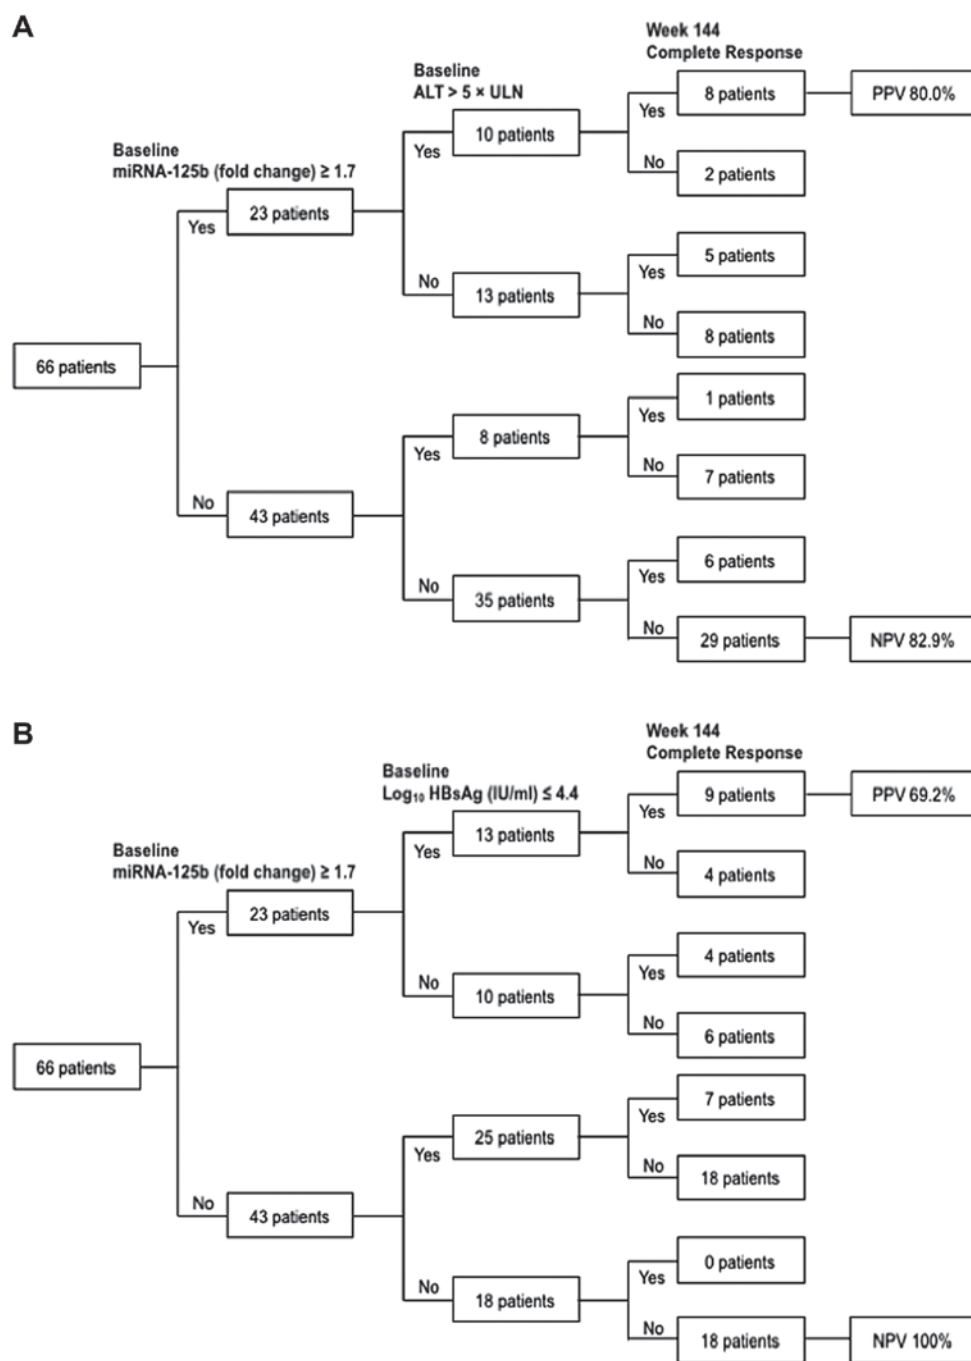 A
Week 144
Complete Response
Baseline
ALT > 5 × ULN
8 patients
PPV 80.0%
Yes
10 patients
Yes
No
2 patients
Baseline
miRNA-125b (fold change) ≥ 1.7
23 patients
Yes
5 patients
Yes
No
13 patients
No
8 patients
66 patients
1 patients
Yes
8 patients
Yes
No
7 patients
No
43 patients
6 patients
Yes
No
35 patients
No
29 patients
NPV 82.9%
B
Week 144
Complete Response
Baseline
Log₁₀ HBsAg (IU/ml) ≤ 4.4
9 patients
PPV 69.2%
Yes
13 patients
Yes
No
4 patients
Baseline
miRNA-125b (fold change) ≥ 1.7
23 patients
Yes
4 patients
Yes
No
10 patients
No
6 patients
66 patients
7 patients
Yes
25 patients
Yes
No
18 patients
No
43 patients
0 patients
Yes
No
18 patients
No
18 patients
NPV 100%